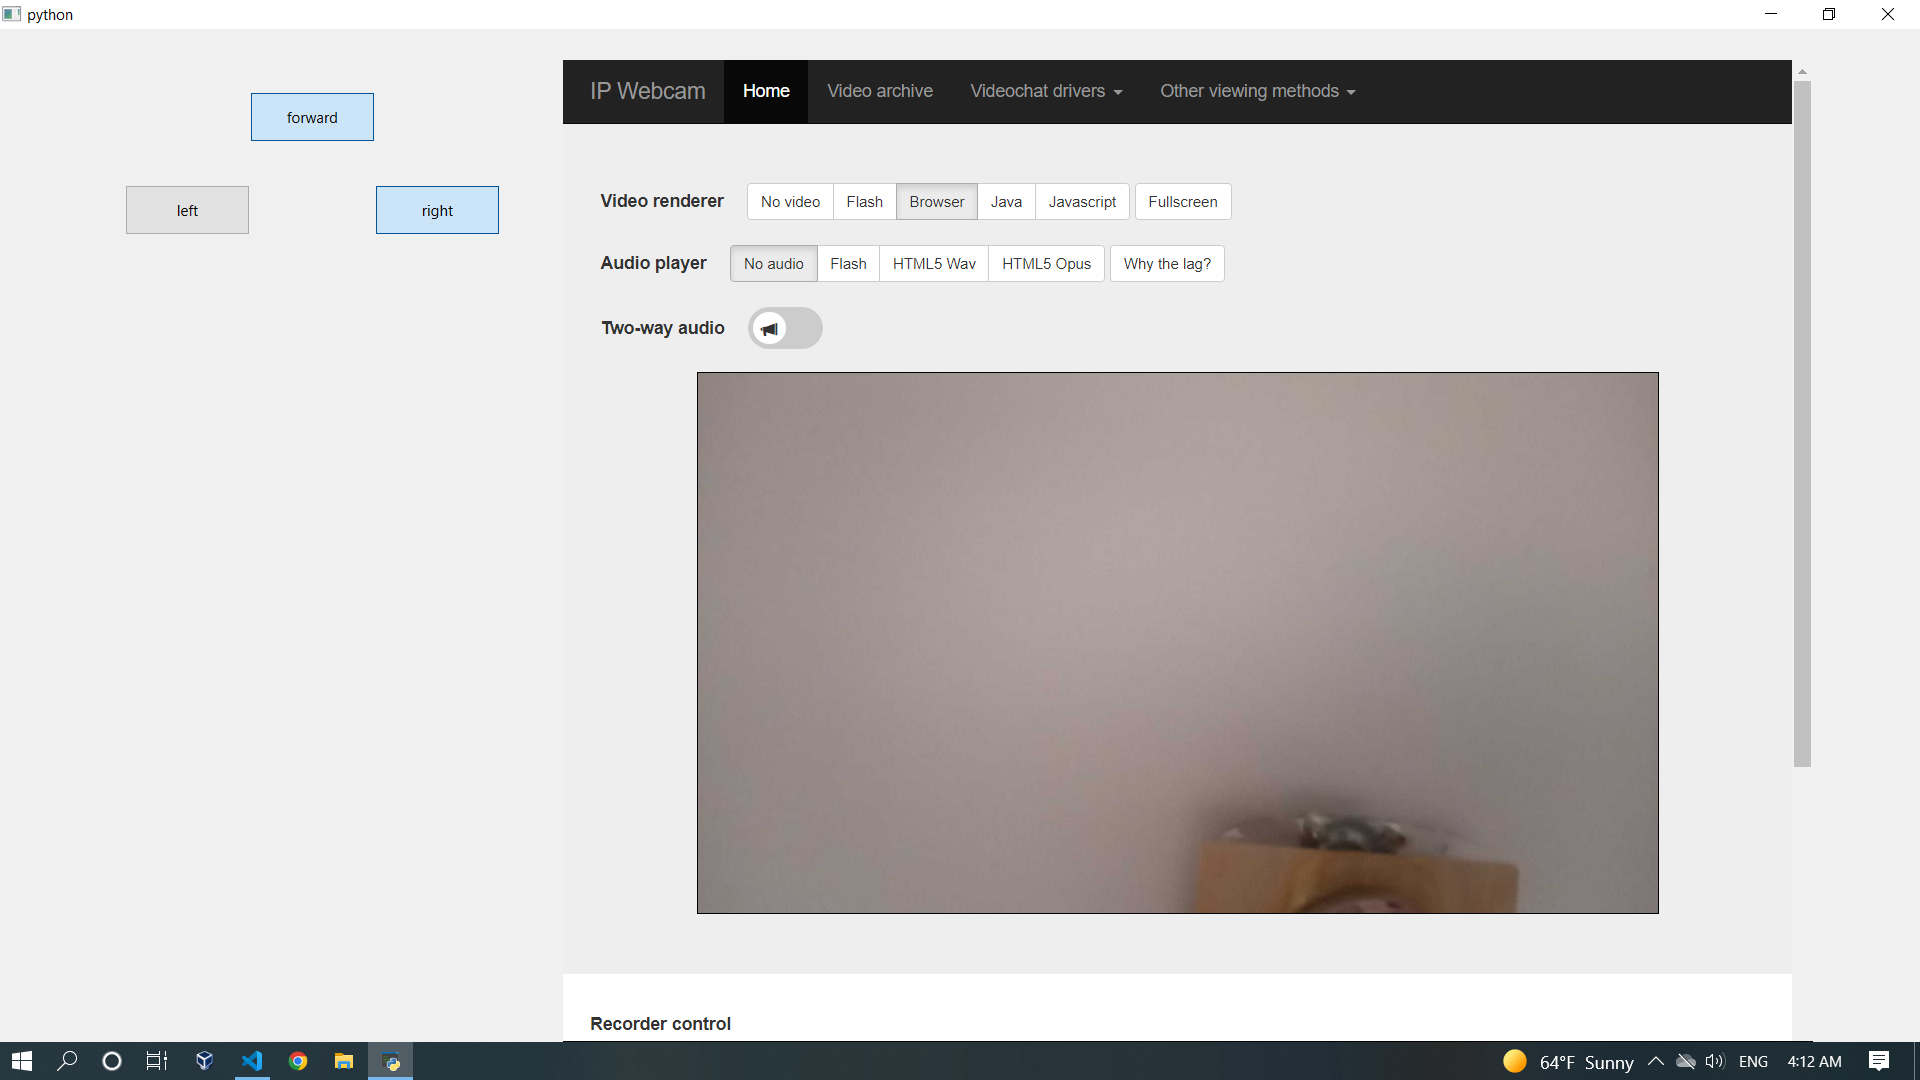 python
forward
left
right
IP Webcam Home Video archive Videochat drivers Other viewing methods
Video renderer No video Flash Browser Java Javascript Fullscreen
Audio player No audio Flash HTML5 Wav HTML5 Opus Why the lag?
Two-way audio
Recorder control
64°F Sunny ENG 4:12 AM